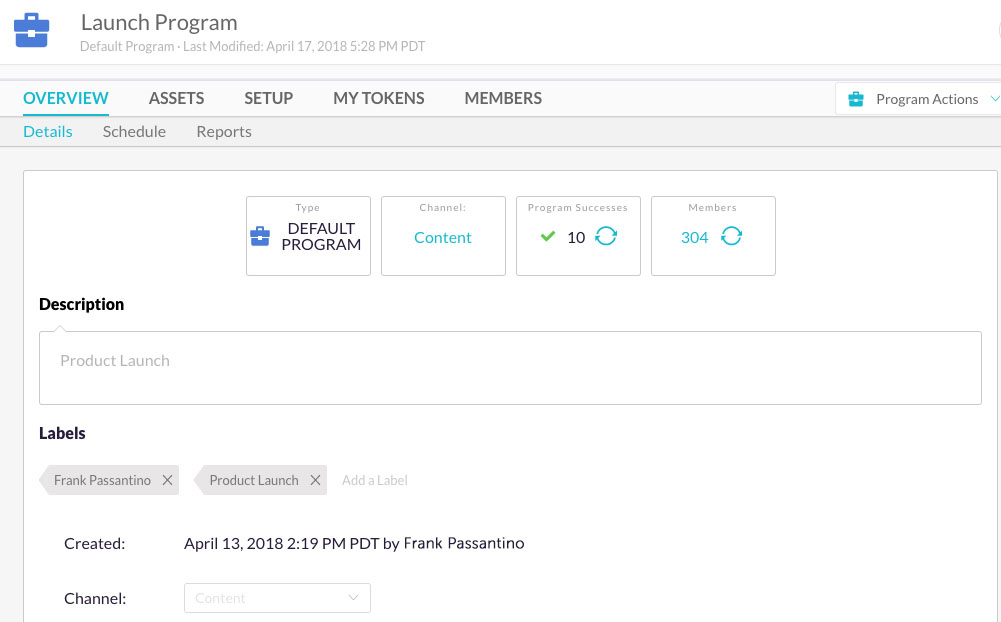 Launch Program
Default Program · Last Modified: April 17, 2018 5:28 PM PDT
OVERVIEW ASSETS SETUP MY TOKENS MEMBERS Program Actions
Details Schedule Reports
Type Channel: Program Successes Members
DEFAULT
PROGRAM Content 10 304
Description
Product Launch
Labels
Frank Passantino Product Launch Add a Label
Created: April 13, 2018 2:19 PM PDT by Frank Passantino
Channel: Content